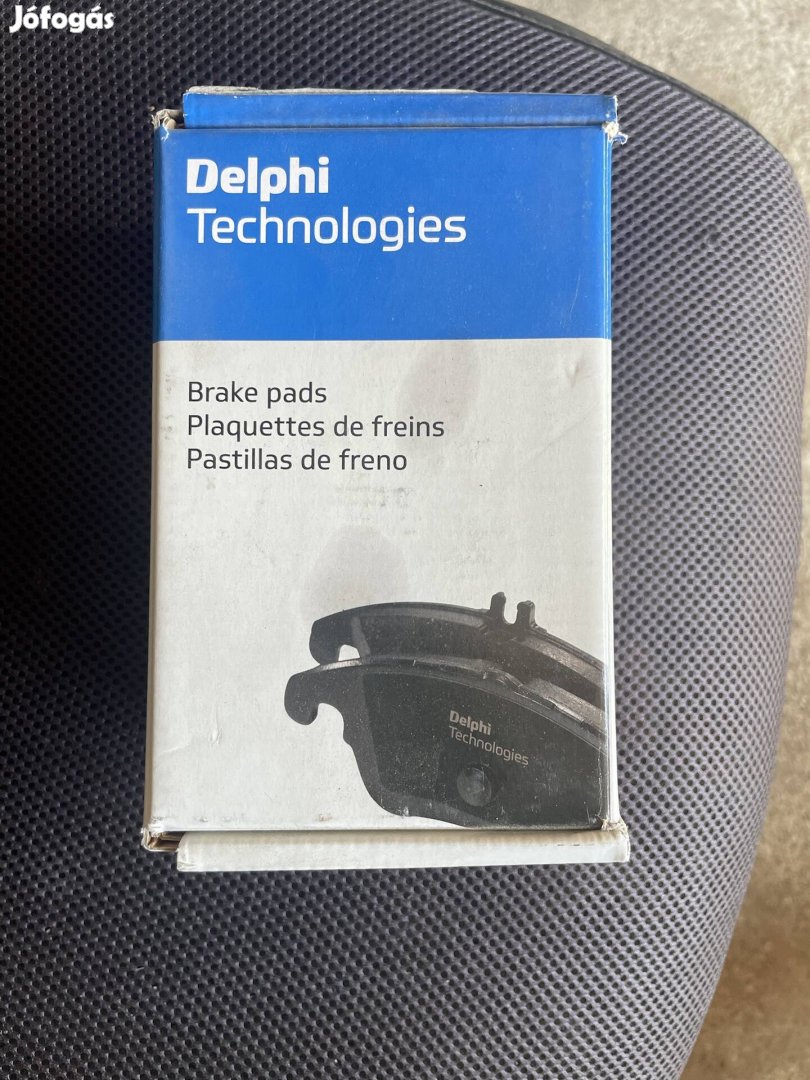 Jófogás
Delphi
Technologies
Brake pads
Plaquettes de freins
Pastillas de freno
Delphi
Technologies